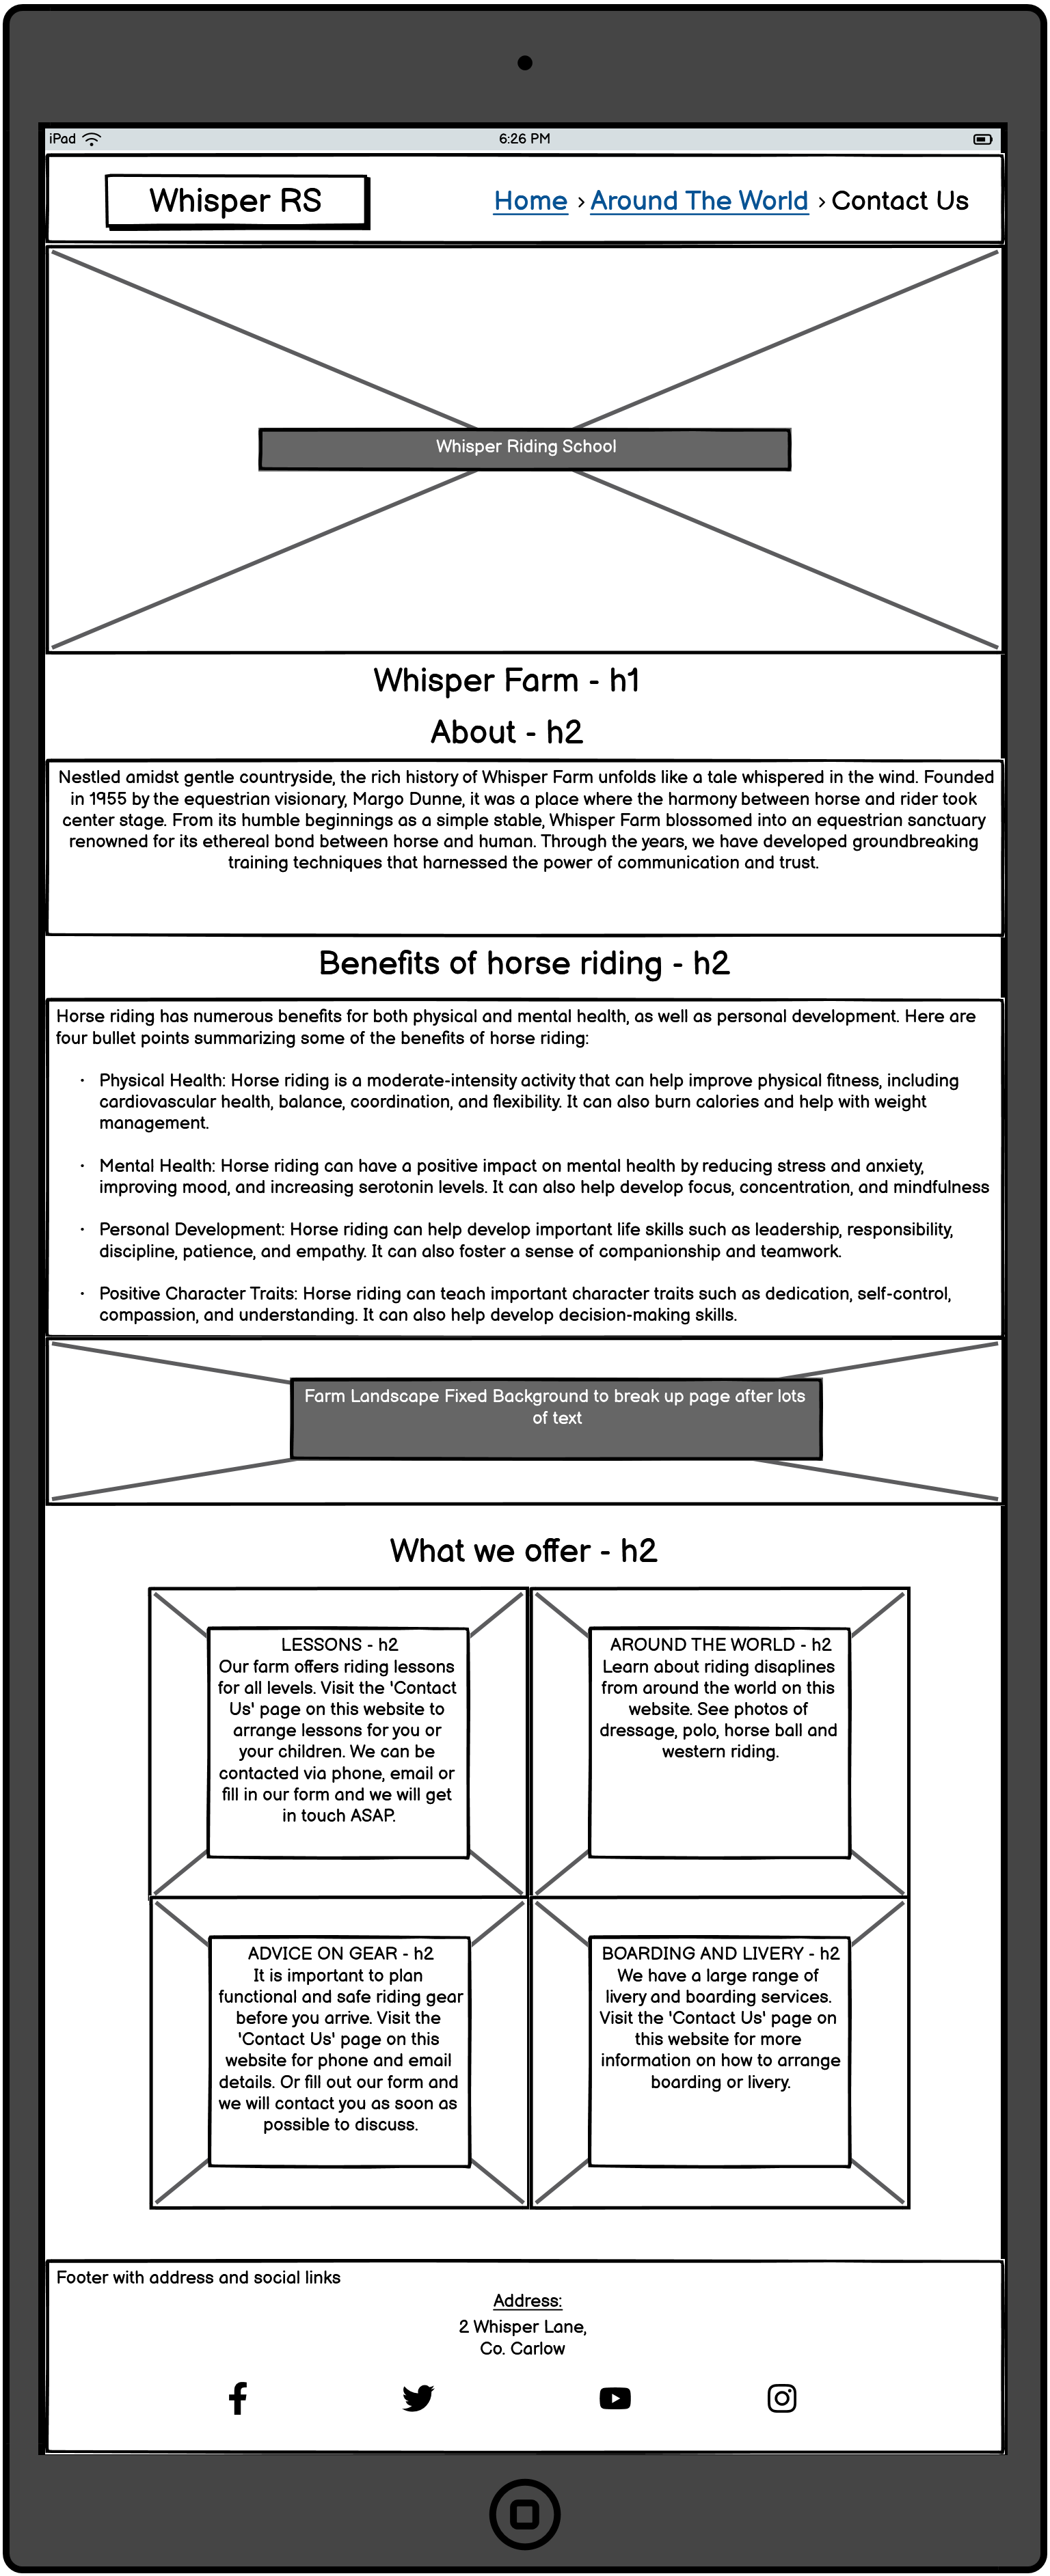 iPad
6:26 PM
Whisper RS
Home > Around The World > Contact Us
Whisper Riding School
Whisper Farm - h1
About - h2
Nestled amidst gentle countryside, the rich history of Whisper Farm unfolds like a tale whispered in the wind. Founded
in 1955 by the equestrian visionary, Margo Dunne, it was a place where the harmony between horse and rider took
center stage. From its humble beginnings as a simple stable, Whisper Farm blossomed into an equestrian sanctuary
renowned for its ethereal bond between horse and human. Through the years, we have developed groundbreaking
training techniques that harnessed the power of communication and trust.
Benefits of horse riding - h2
Horse riding has numerous benefits for both physical and mental health, as well as personal development. Here are
four bullet points summarizing some of the benefits of horse riding:
· Physical Health: Horse riding is a moderate-intensity activity that can help improve physical fitness, including
cardiovascular health, balance, coordination, and flexibility. It can also burn calories and help with weight
management.
· Mental Health: Horse riding can have a positive impact on mental health by reducing stress and anxiety,
improving mood, and increasing serotonin levels. It can also help develop focus, concentration, and mindfulness
· Personal Development: Horse riding can help develop important life skills such as leadership, responsibility,
discipline, patience, and empathy. It can also foster a sense of companionship and teamwork.
· Positive Character Traits: Horse riding can teach important character traits such as dedication, self-control,
compassion, and understanding. It can also help develop decision-making skills.
Farm Landscape Fixed Background to break up page after lots
of text
What we offer - h2
LESSONS - h2
Our farm offers riding lessons
for all levels. Visit the 'Contact
Us' page on this website to
arrange lessons for you or
your children. We can be
contacted via phone, email or
fill in our form and we will get
in touch ASAP.
AROUND THE WORLD - h2
Learn about riding disaplines
from around the world on this
website. See photos of
dressage, polo, horse ball and
western riding.
ADVICE ON GEAR - h2
It is important to plan
functional and safe riding gear
before you arrive. Visit the
'Contact Us' page on this
website for phone and email
details. Or fill out our form and
we will contact you as soon as
possible to discuss.
BOARDING AND LIVERY - h2
We have a large range of
livery and boarding services.
Visit the 'Contact Us' page on
this website for more
information on how to arrange
boarding or livery.
Footer with address and social links
Address:
2 Whisper Lane,
Co. Carlow